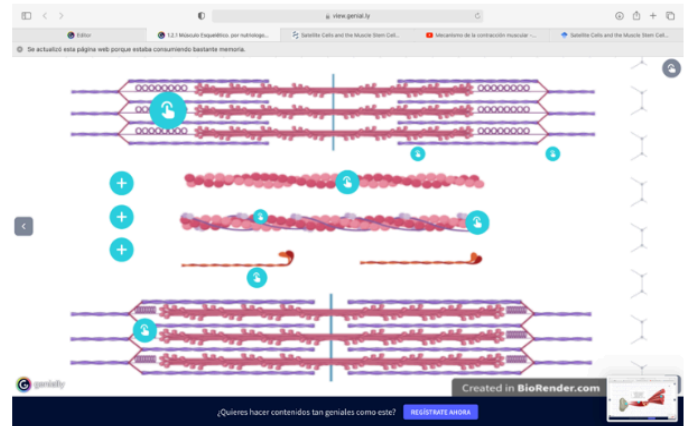 view.genial.ly
Editor
1.2.1 Músculo Esquelético. por nutriologo...
Satellite Cells and the Muscle Stem Cell...
Mecanismo de la contracción muscular -...
Satellite Cells and the Muscle Stem Cell...
Se actualizó esta página web porque estaba consumiendo bastante memoria.
genially
Created in BioRender.com
¿Quieres hacer contenidos tan geniales como este?
REGÍSTRATE AHORA